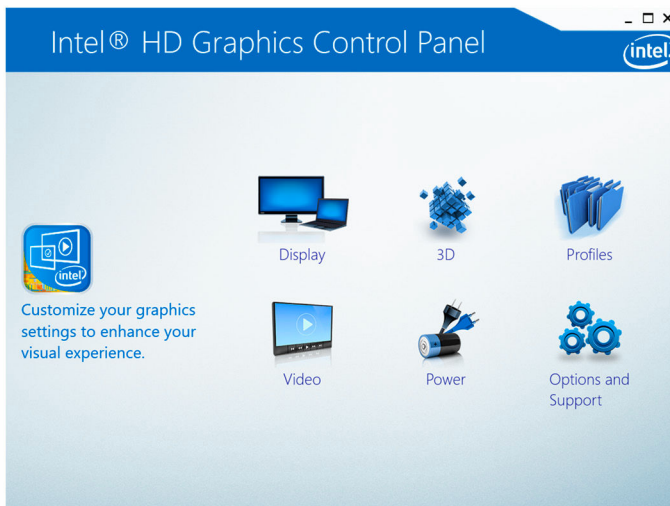 Intel® HD Graphics Control Panel
intel.
Display
3D
Profiles
intel
Customize your graphics
settings to enhance your
visual experience.
Video
Power
Options and
Support